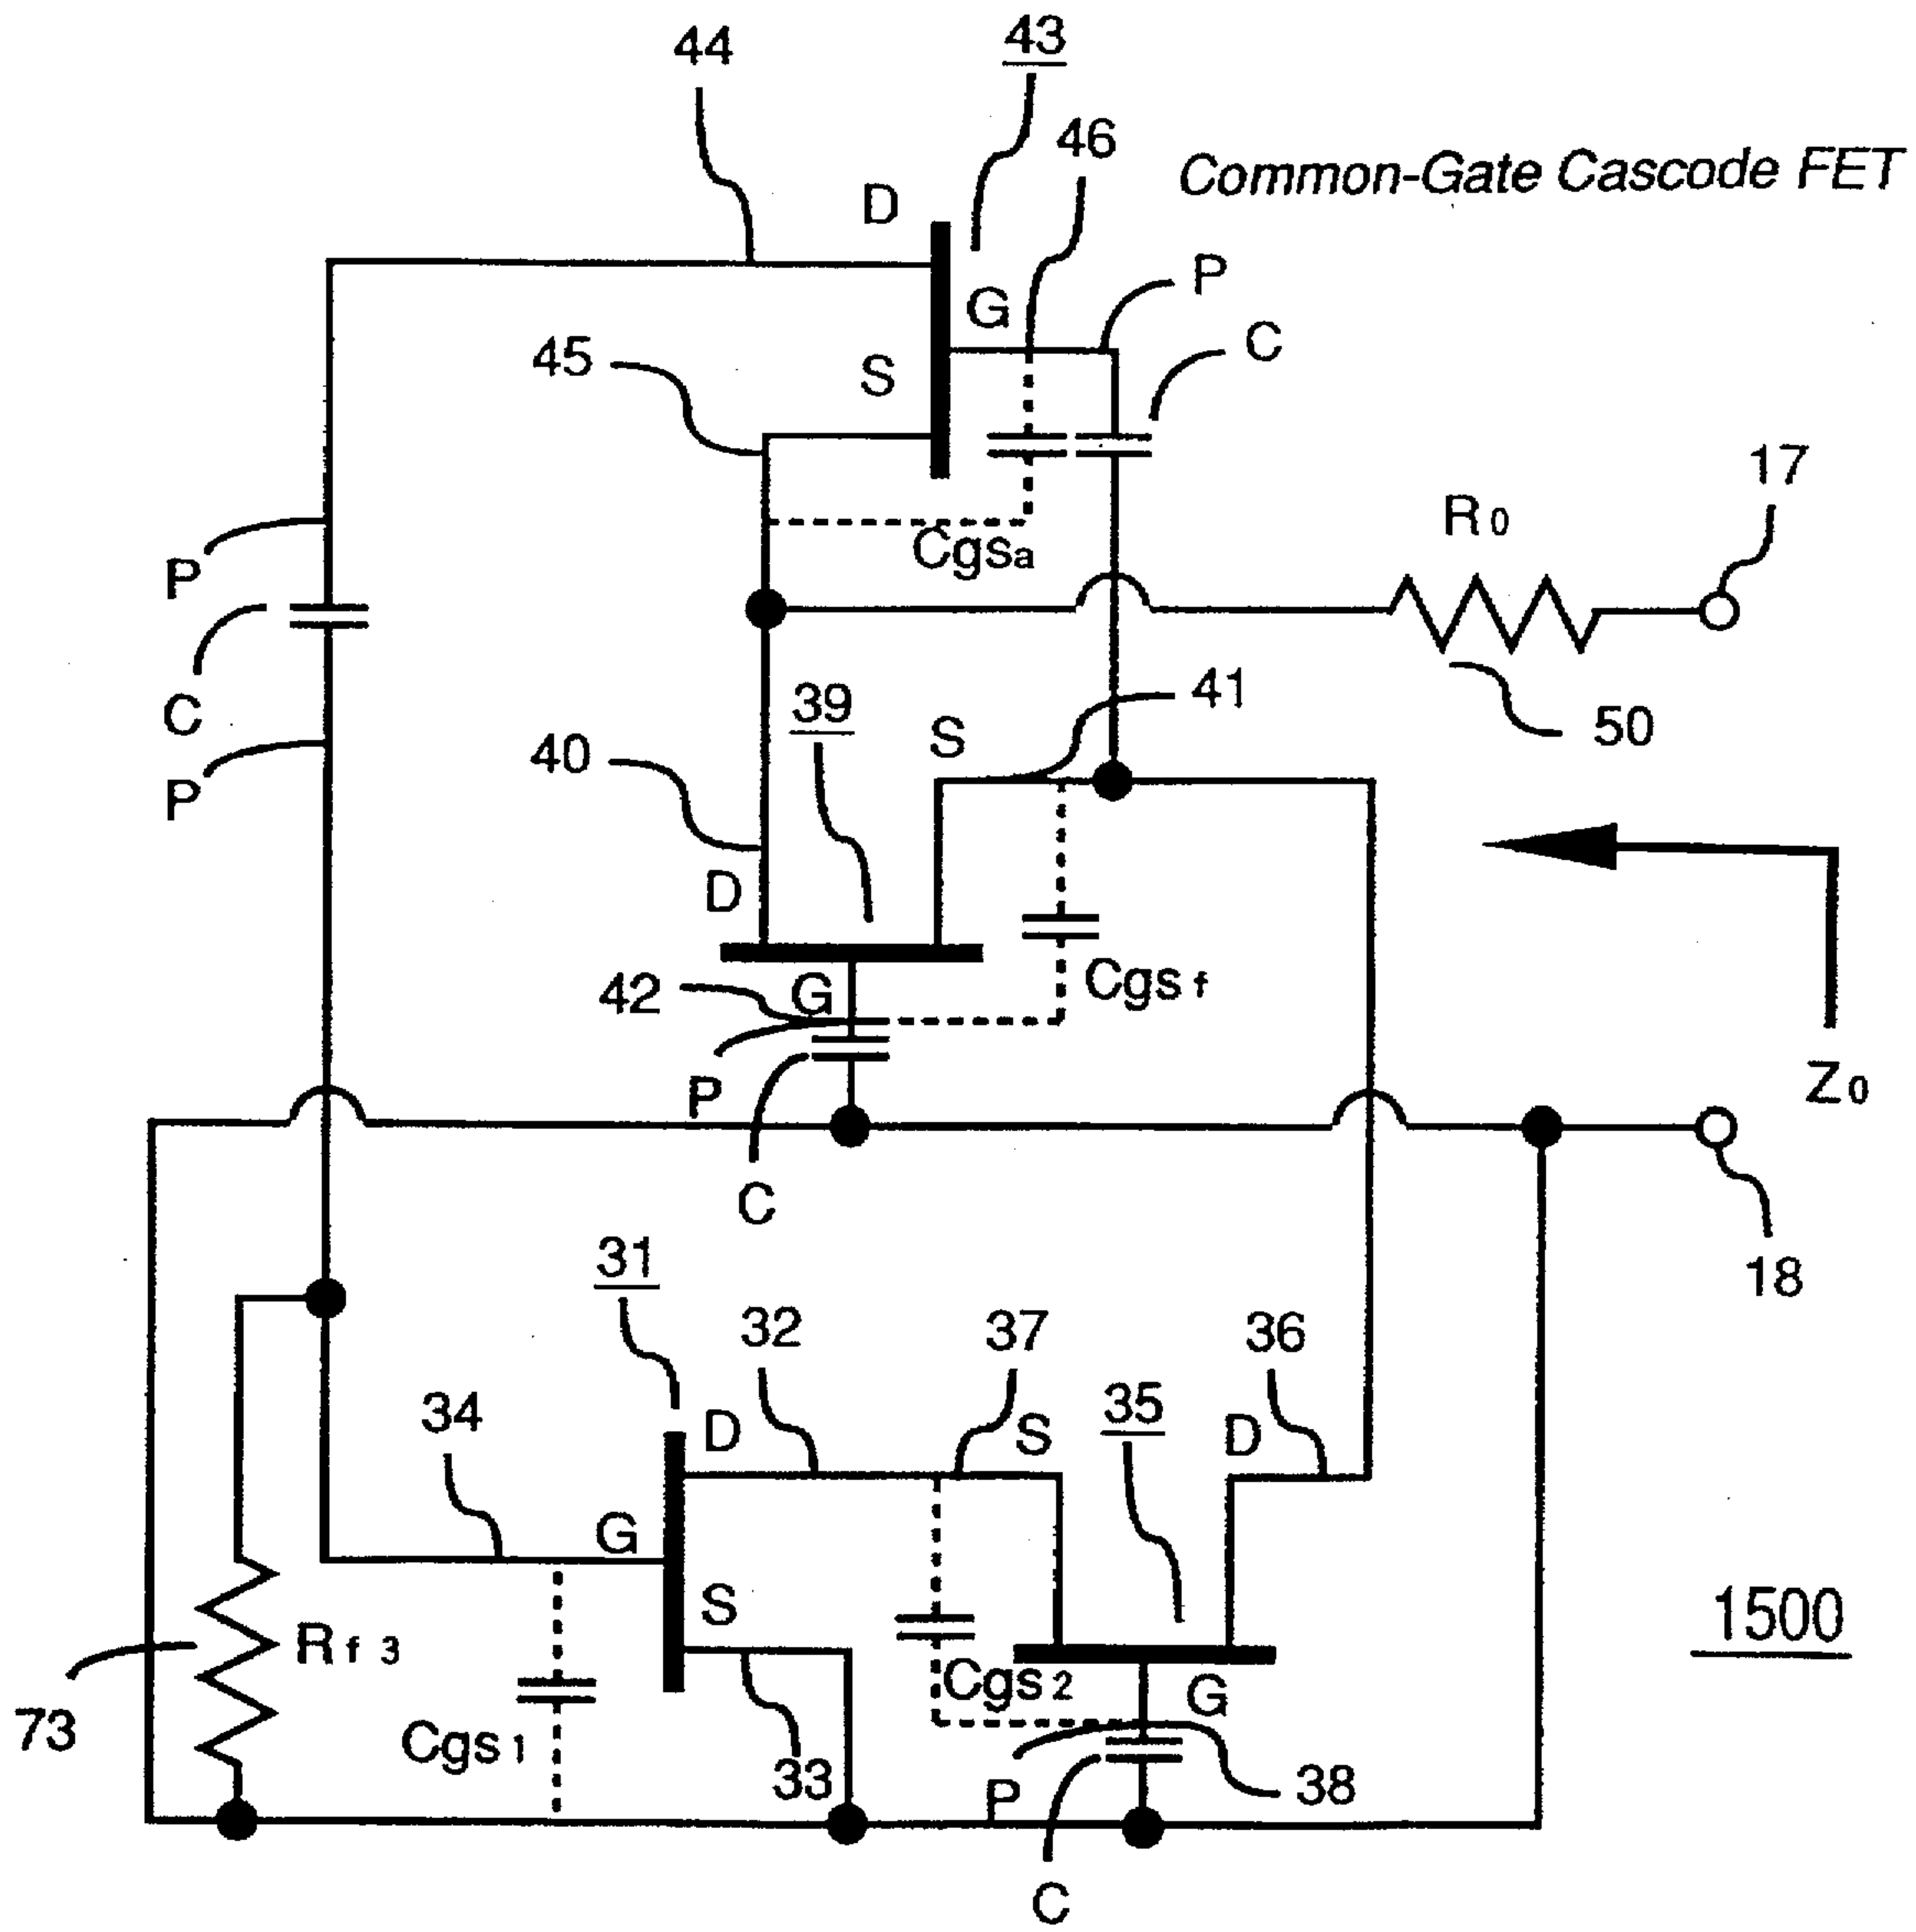 44
43
46
Common-Gate Cascode FET
D
P
G
C
45
S
17
R0
Cgsa
P
C
41
39
S
50
40
P
D
Cgsf
42
G
Z0
P
C
31
18
32
37
36
34
D
S
35
D
G
S
1500
Rf3
Cgs2
G
73
Cgs1
33
P
38
C